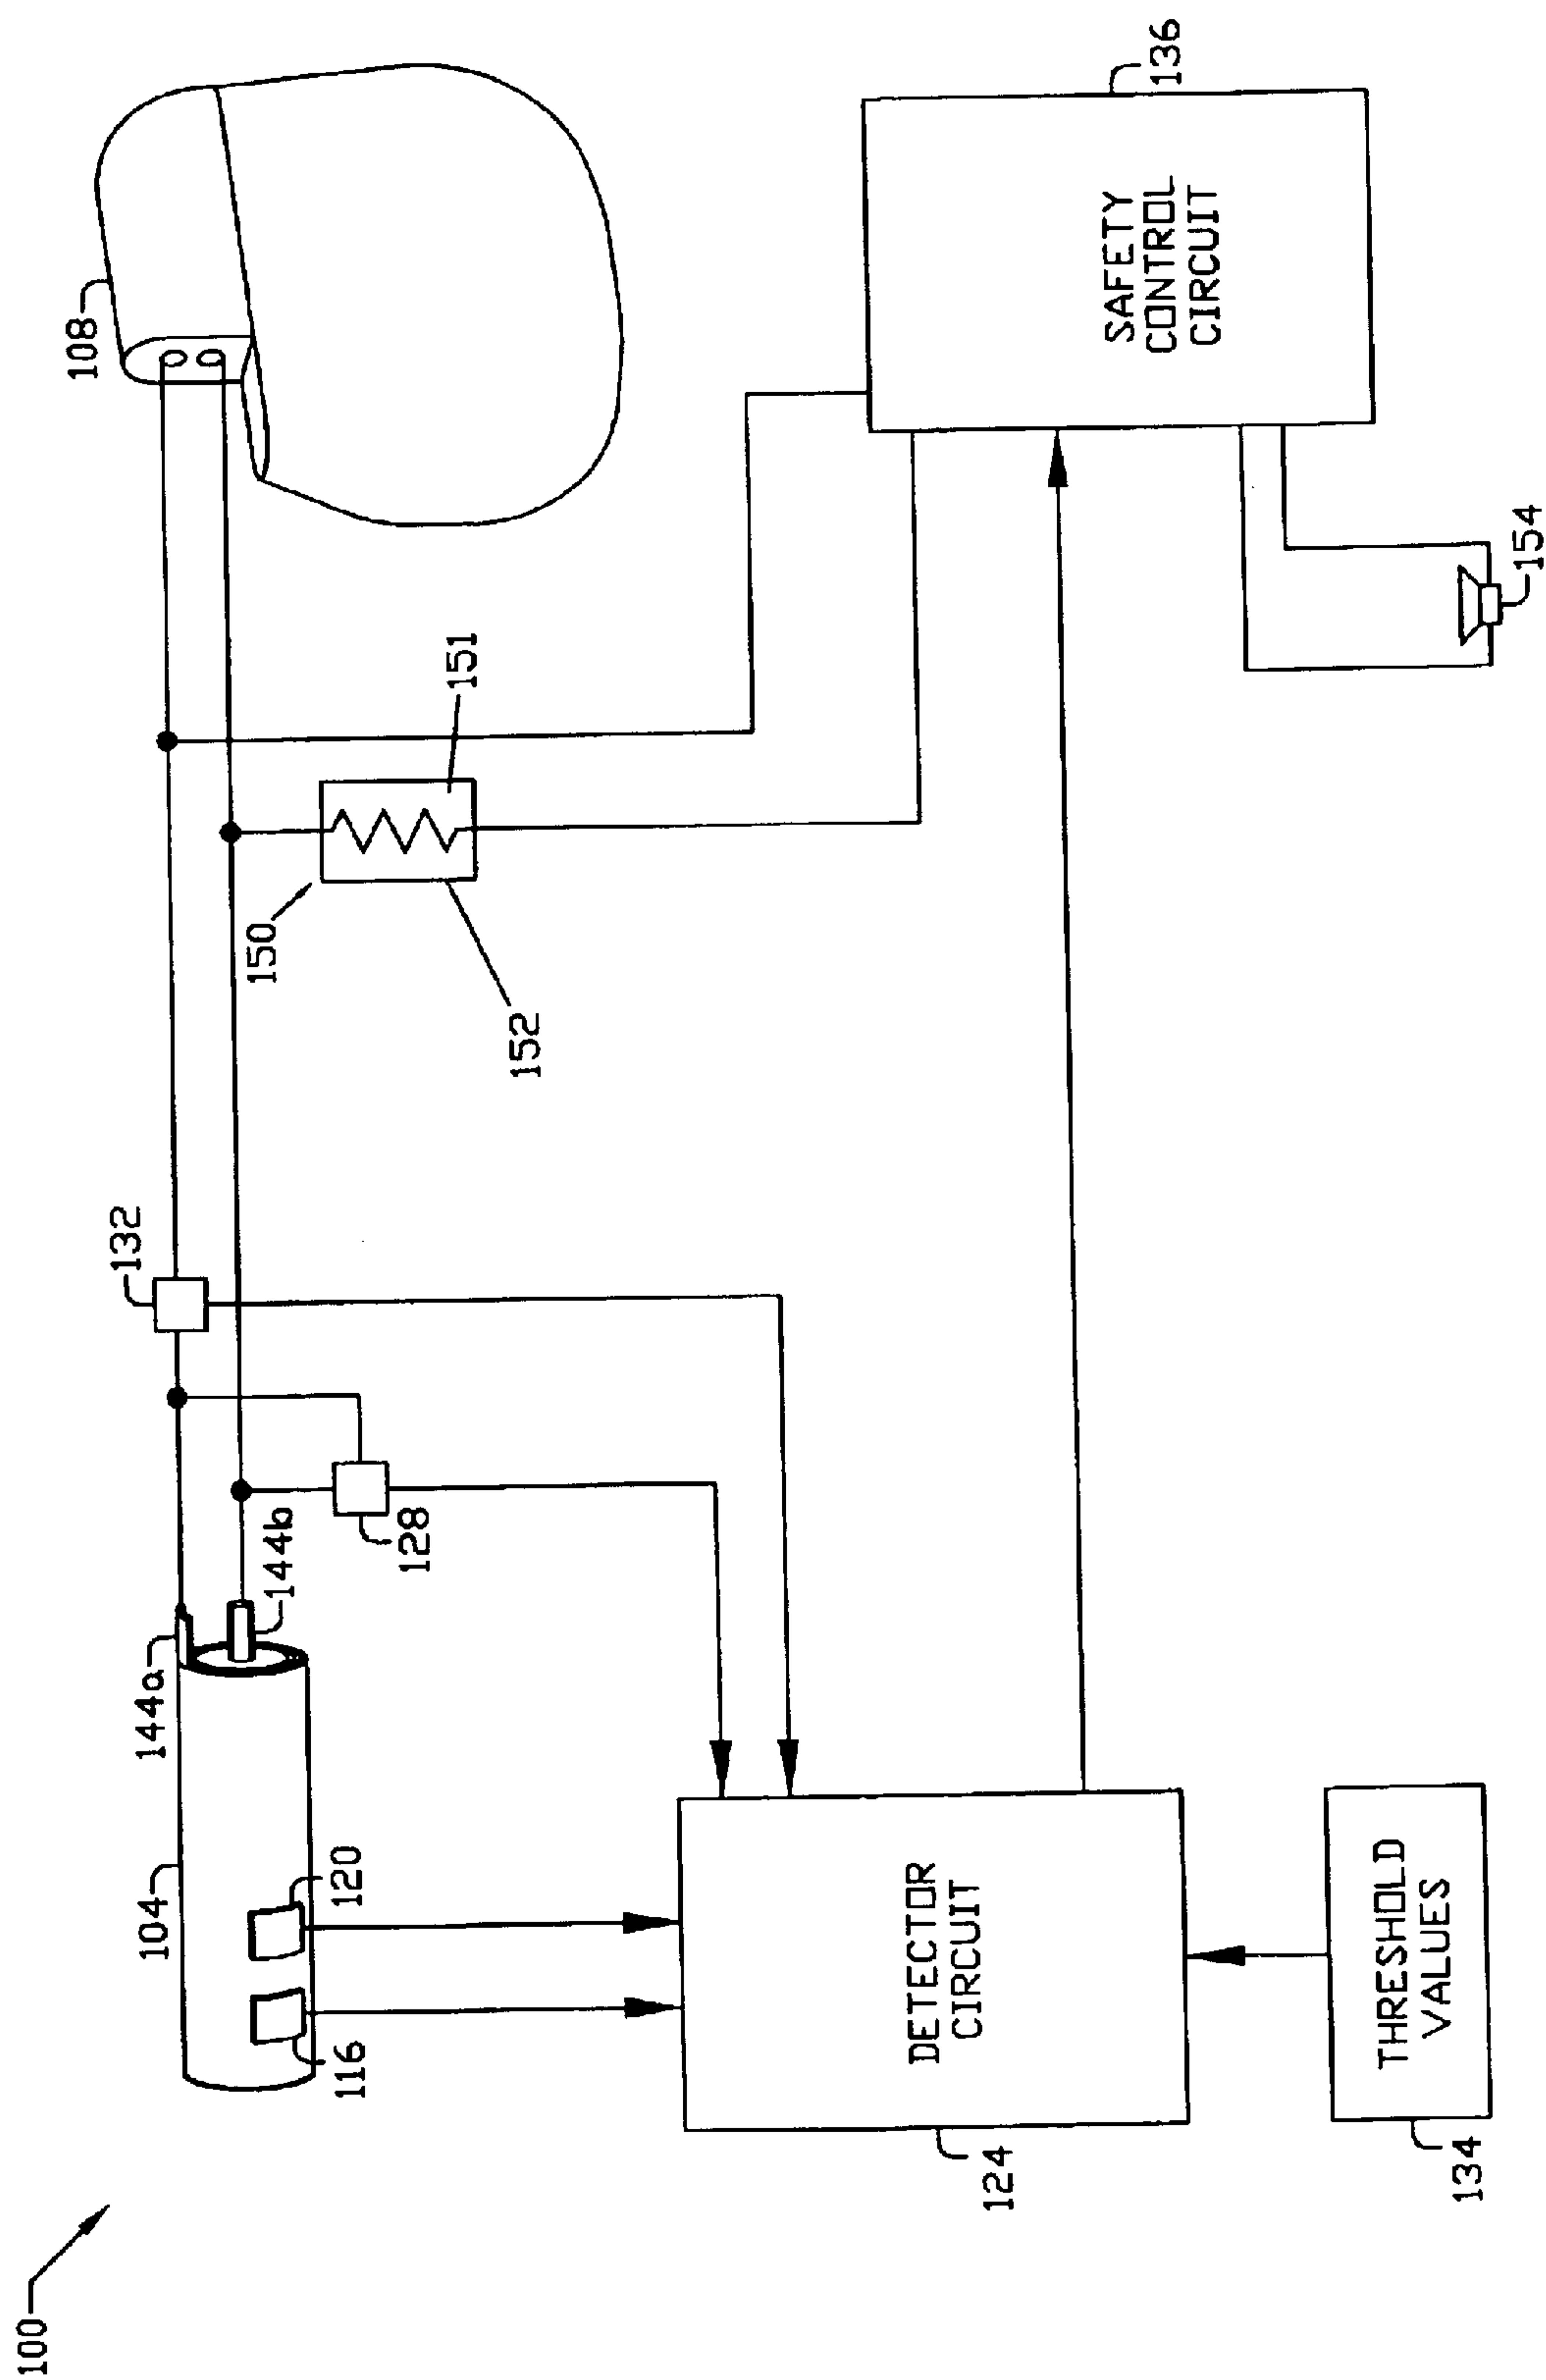 100
104
144a
144b
116
120
128
132
108
150
151
152
DETECTOR
CIRCUIT
124
THRESHOLD
VALUES
134
SAFETY
CONTROL
CIRCUIT
136
154